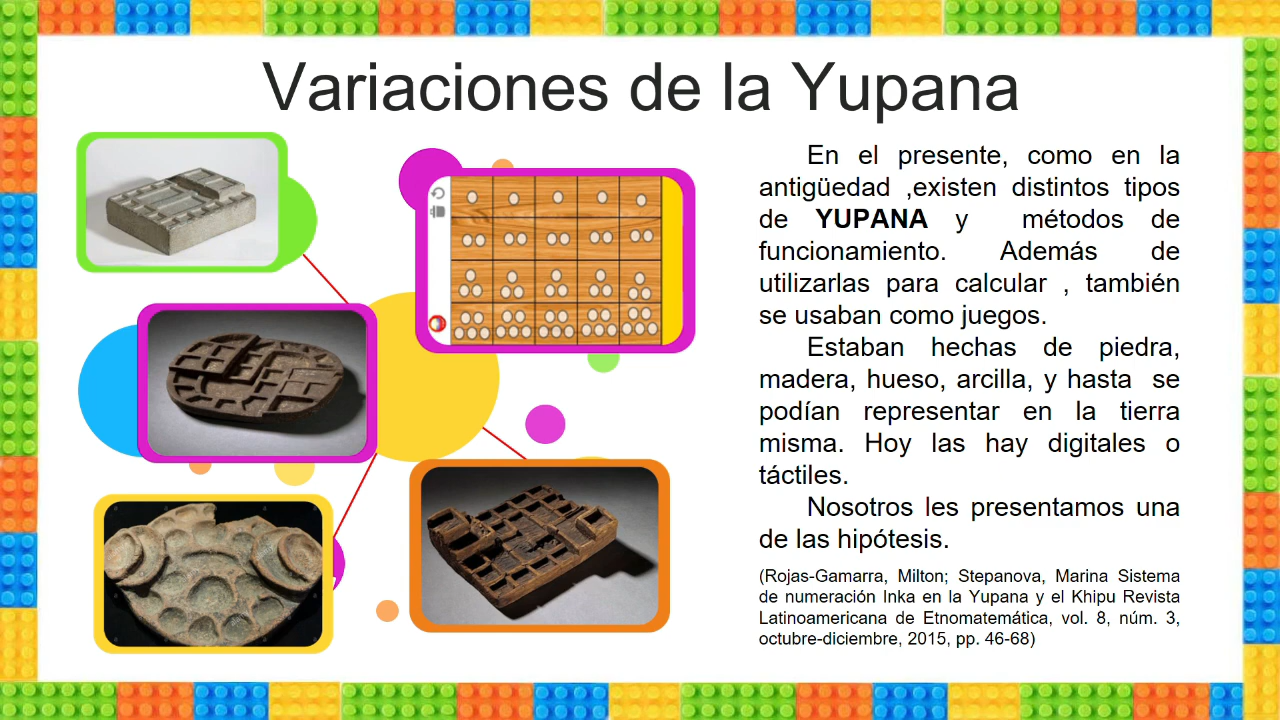 Variaciones de la Yupana
En el presente, como en la
antigüedad ,existen distintos tipos
de YUPANA y métodos de
funcionamiento. Además de
utilizarlas para calcular , también
se usaban como juegos.
Estaban hechas de piedra,
madera, hueso, arcilla, y hasta se
podían representar en la tierra
misma. Hoy las hay digitales o
táctiles.
Nosotros les presentamos una
de las hipótesis.
(Rojas-Gamarra, Milton; Stepanova, Marina Sistema
de numeración Inka en la Yupana y el Khipu Revista
Latinoamericana de Etnomatemática, vol. 8, núm. 3,
octubre-diciembre, 2015, pp. 46-68)